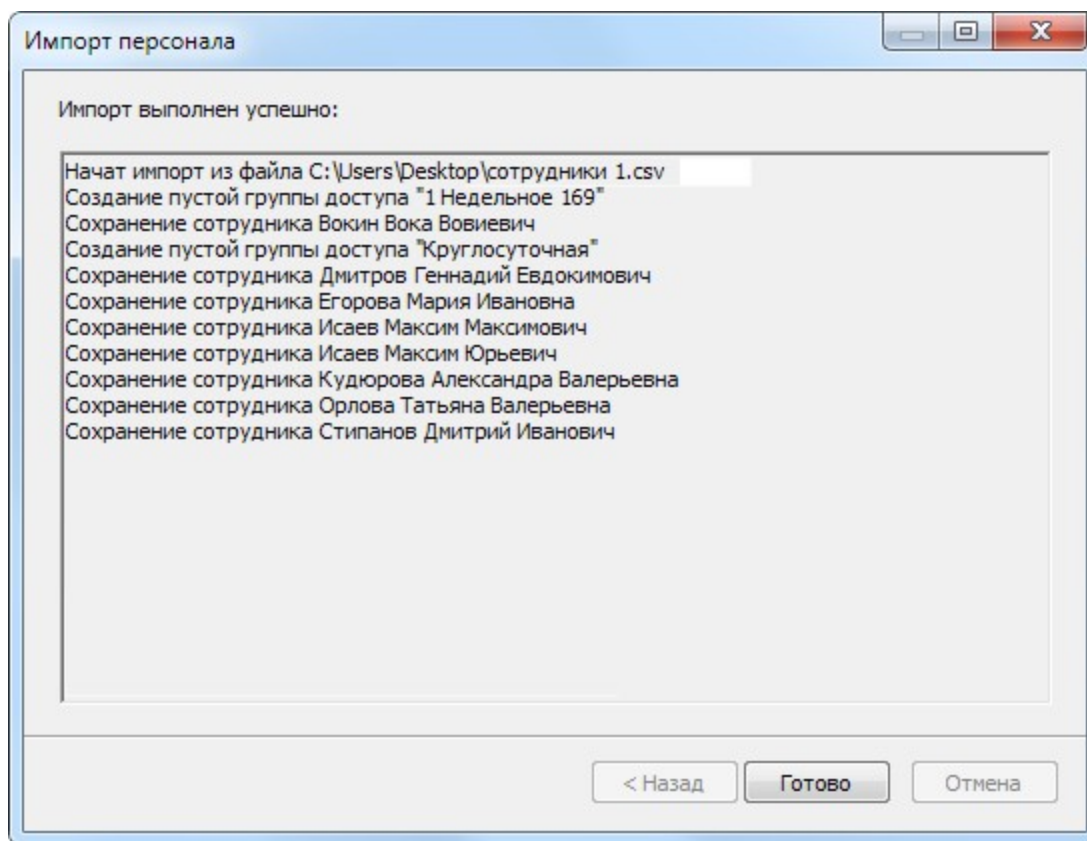 Импорт персонала
Импорт выполнен успешно:
Начат импорт из файла C:\Users\Desktop\сотрудники 1.csv
Создание пустой группы доступа "1 Недельное 169"
Сохранение сотрудника Вокин Вока Вовиевич
Создание пустой группы доступа "Круглосуточная"
Сохранение сотрудника Дмитров Геннадий Евдокимович
Сохранение сотрудника Егорова Мария Ивановна
Сохранение сотрудника Исаев Максим Максимович
Сохранение сотрудника Исаев Максим Юрьевич
Сохранение сотрудника Кудюрова Александра Валерьевна
Сохранение сотрудника Орлова Татьяна Валерьевна
Сохранение сотрудника Стипанов Дмитрий Иванович
< Назад Готово Отмена